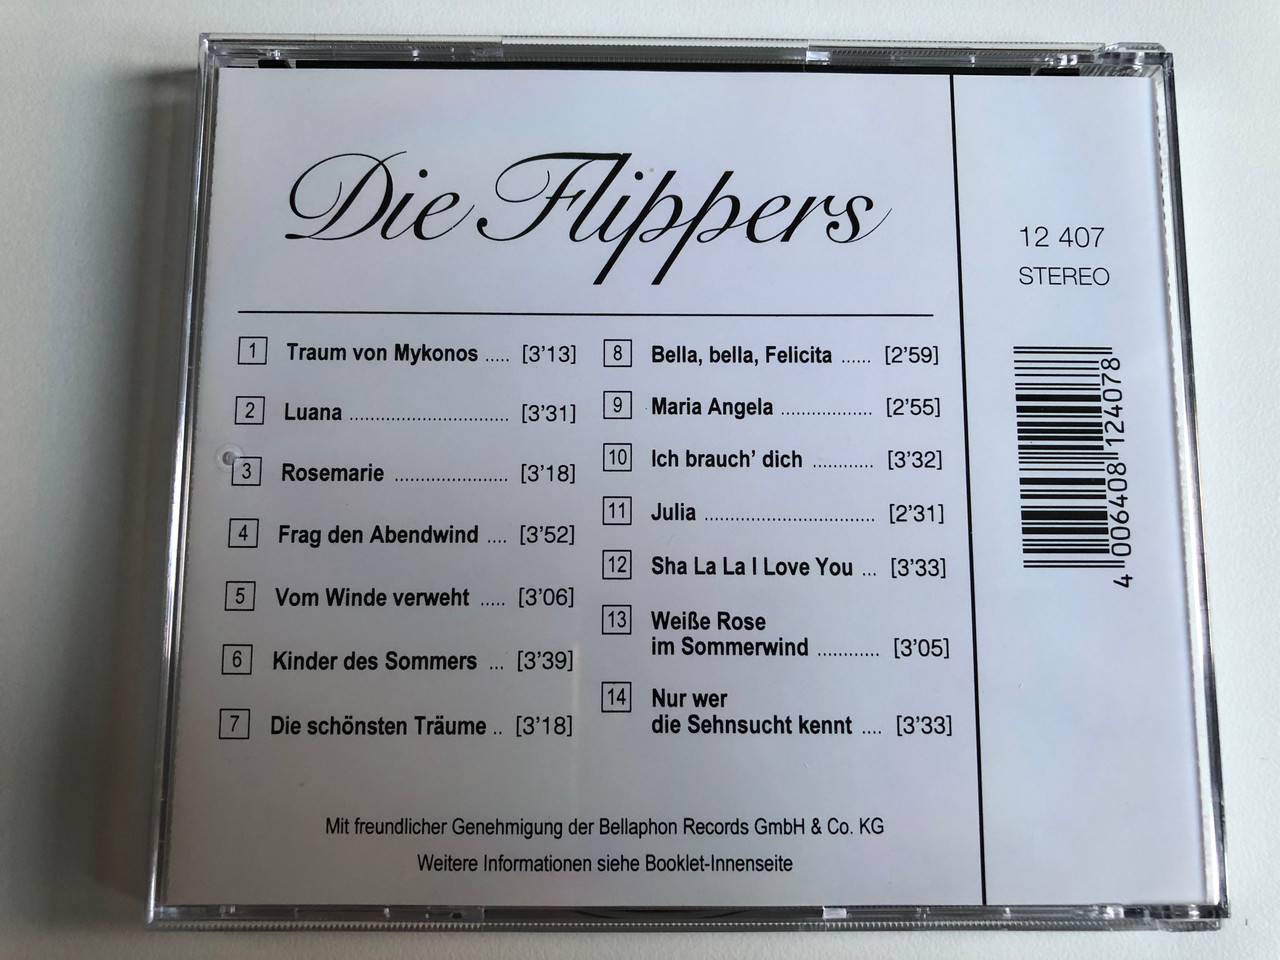 Die Flippers
1 Traum von Mykonos ..... [3’13]
2 Luana ............................... [3’31]
3 Rosemarie ...................... [3’18]
4 Frag den Abendwind .... [3’52]
5 Vom Winde verweht ..... [3’06]
6 Kinder des Sommers ... [3’39]
7 Die schönsten Träume .. [3’18]
8 Bella, bella, Felicita ...... [2’59]
9 Maria Angela .................. [2’55]
10 Ich brauch’ dich ............ [3’32]
11 Julia ................................. [2’31]
12 Sha La La I Love You ... [3’33]
13 Weiße Rose
im Sommerwind ............ [3’05]
14 Nur wer
die Sehnsucht kennt .... [3’33]
Mit freundlicher Genehmigung der Bellaphon Records GmbH & Co. KG
Weitere Informationen siehe Booklet-Innenseite
12 407
STEREO
4 006408 124078